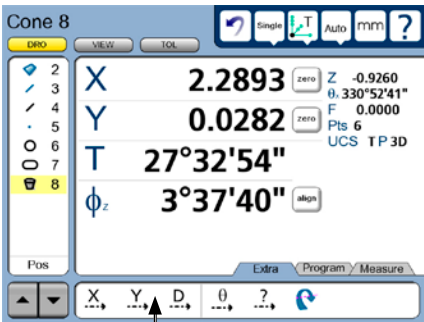 Cone 8
Single T Auto mm ?
DRO VIEW TOL
2
3
4
5
6
7
8
Pos
X 2.2893 zero
Y 0.0282 zero
T 27°32'54"
ϕz 3°37'40" align
Z -0.9260
θz 330°52'41"
F 0.0000
Pts 6
UCS TP3D
Extra Program Measure
X Y D θ ?